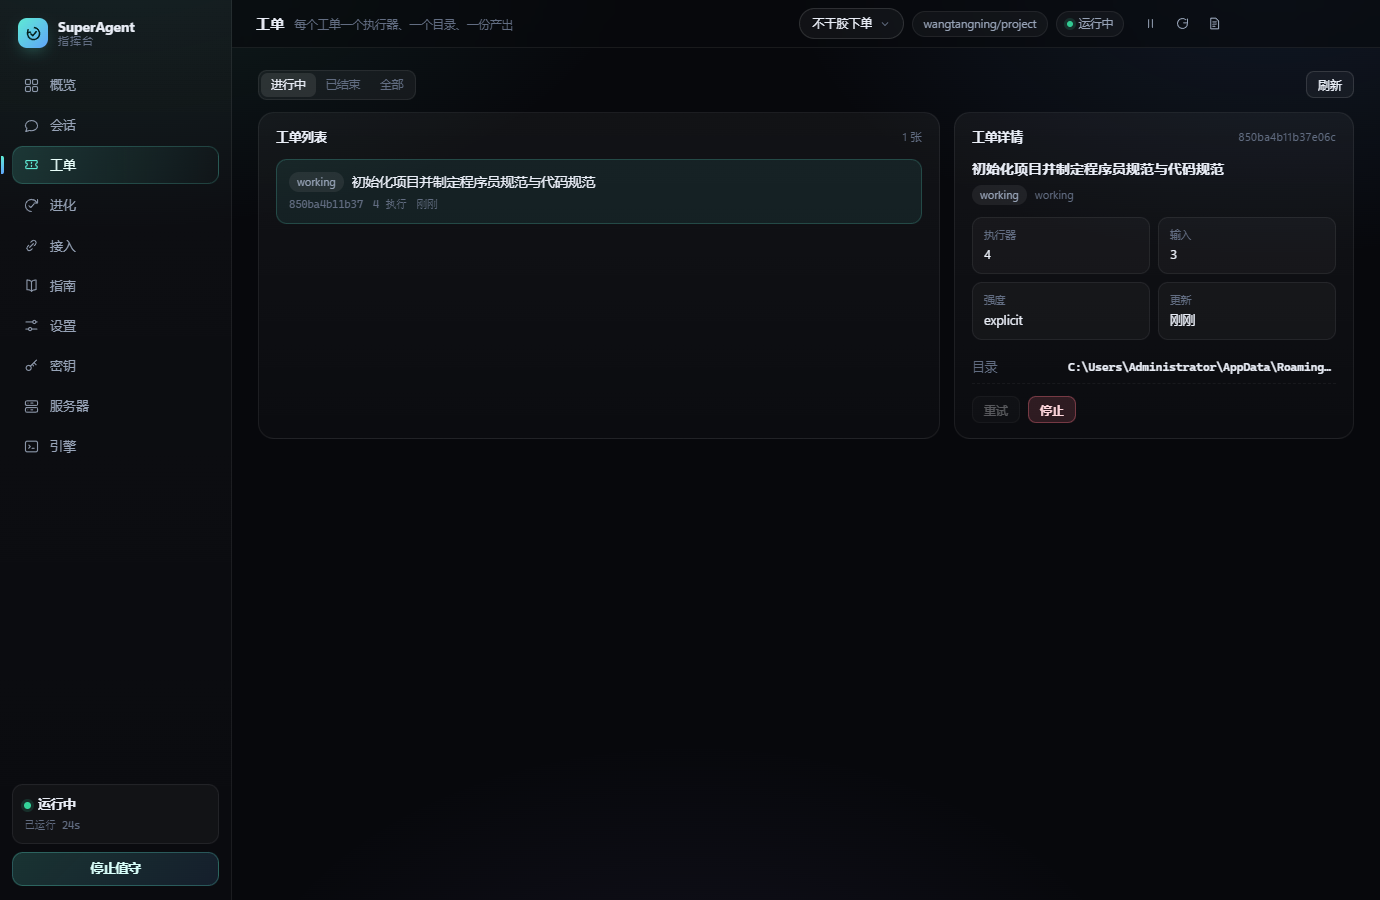 SuperAgent
指挥台
概览
会话
工单
进化
接入
指南
设置
密钥
服务器
引擎
运行中
已运行 24s
停止值守
工单 每个工单一个执行器、一个目录、一份产出
不干胶下单
wangtangning/project
运行中
进行中 已结束 全部
刷新
工单列表 1 张
working 初始化项目并制定程序员规范与代码规范
850ba4b11b37 4 执行 刚刚
工单详情 850ba4b11b37e06c
初始化项目并制定程序员规范与代码规范
working working
执行器 输入
4 3
强度 更新
explicit 刚刚
目录 C:\Users\Administrator\AppData\Roaming…
重试 停止